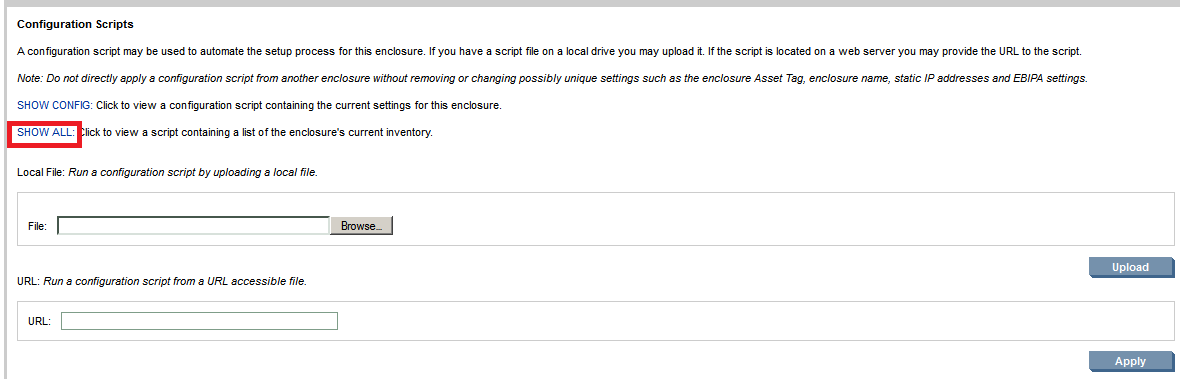 Configuration Scripts
A configuration script may be used to automate the setup process for this enclosure. If you have a script file on a local drive you may upload it. If the script is located on a web server you may provide the URL to the script.
Note: Do not directly apply a configuration script from another enclosure without removing or changing possibly unique settings such as the enclosure Asset Tag, enclosure name, static IP addresses and EBIPA settings.
SHOW CONFIG: Click to view a configuration script containing the current settings for this enclosure.
SHOW ALL: Click to view a script containing a list of the enclosure's current inventory.
Local File: Run a configuration script by uploading a local file.
File: Browse...
Upload
URL: Run a configuration script from a URL accessible file.
URL:
Apply